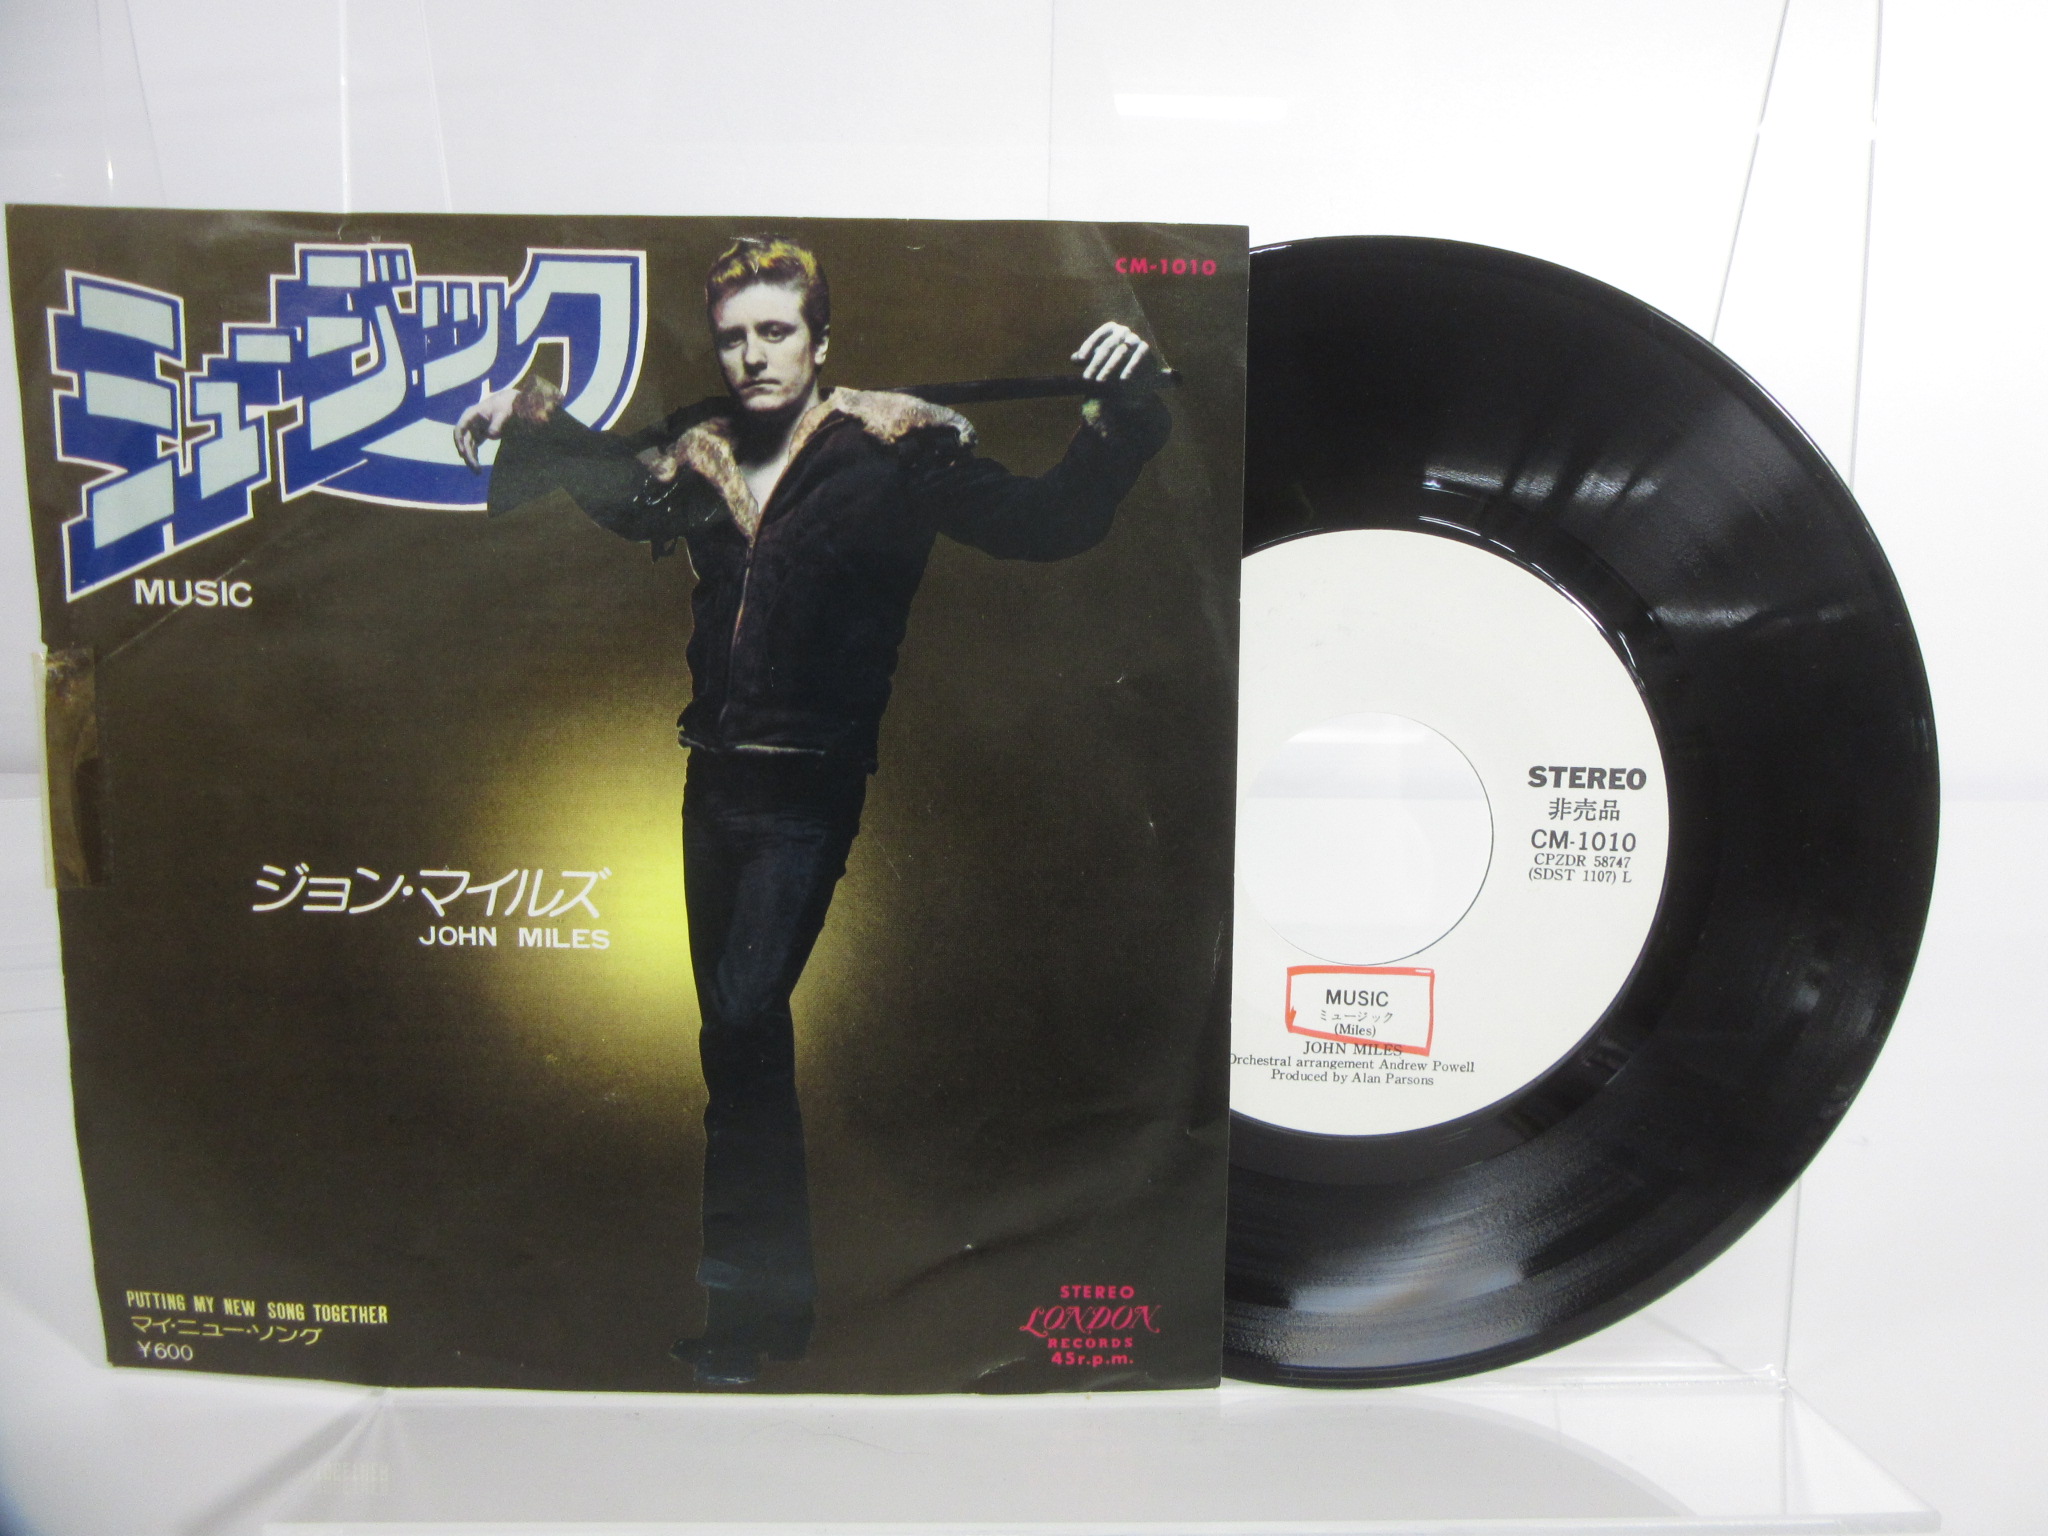 CM-1010
ミュージック
MUSIC
ジョン・マイルズ
JOHN MILES
PUTTING MY NEW SONG TOGETHER
マイ・ニュー・ソング
¥600
STEREO
LONDON
RECORDS
45r.p.m.
STEREO
非売品
CM-1010
CPZDR 58747
(SDST 1107) L
MUSIC
ミュージック
(Miles)
JOHN MILES
Orchestral arrangement Andrew Powell
Produced by Alan Parsons